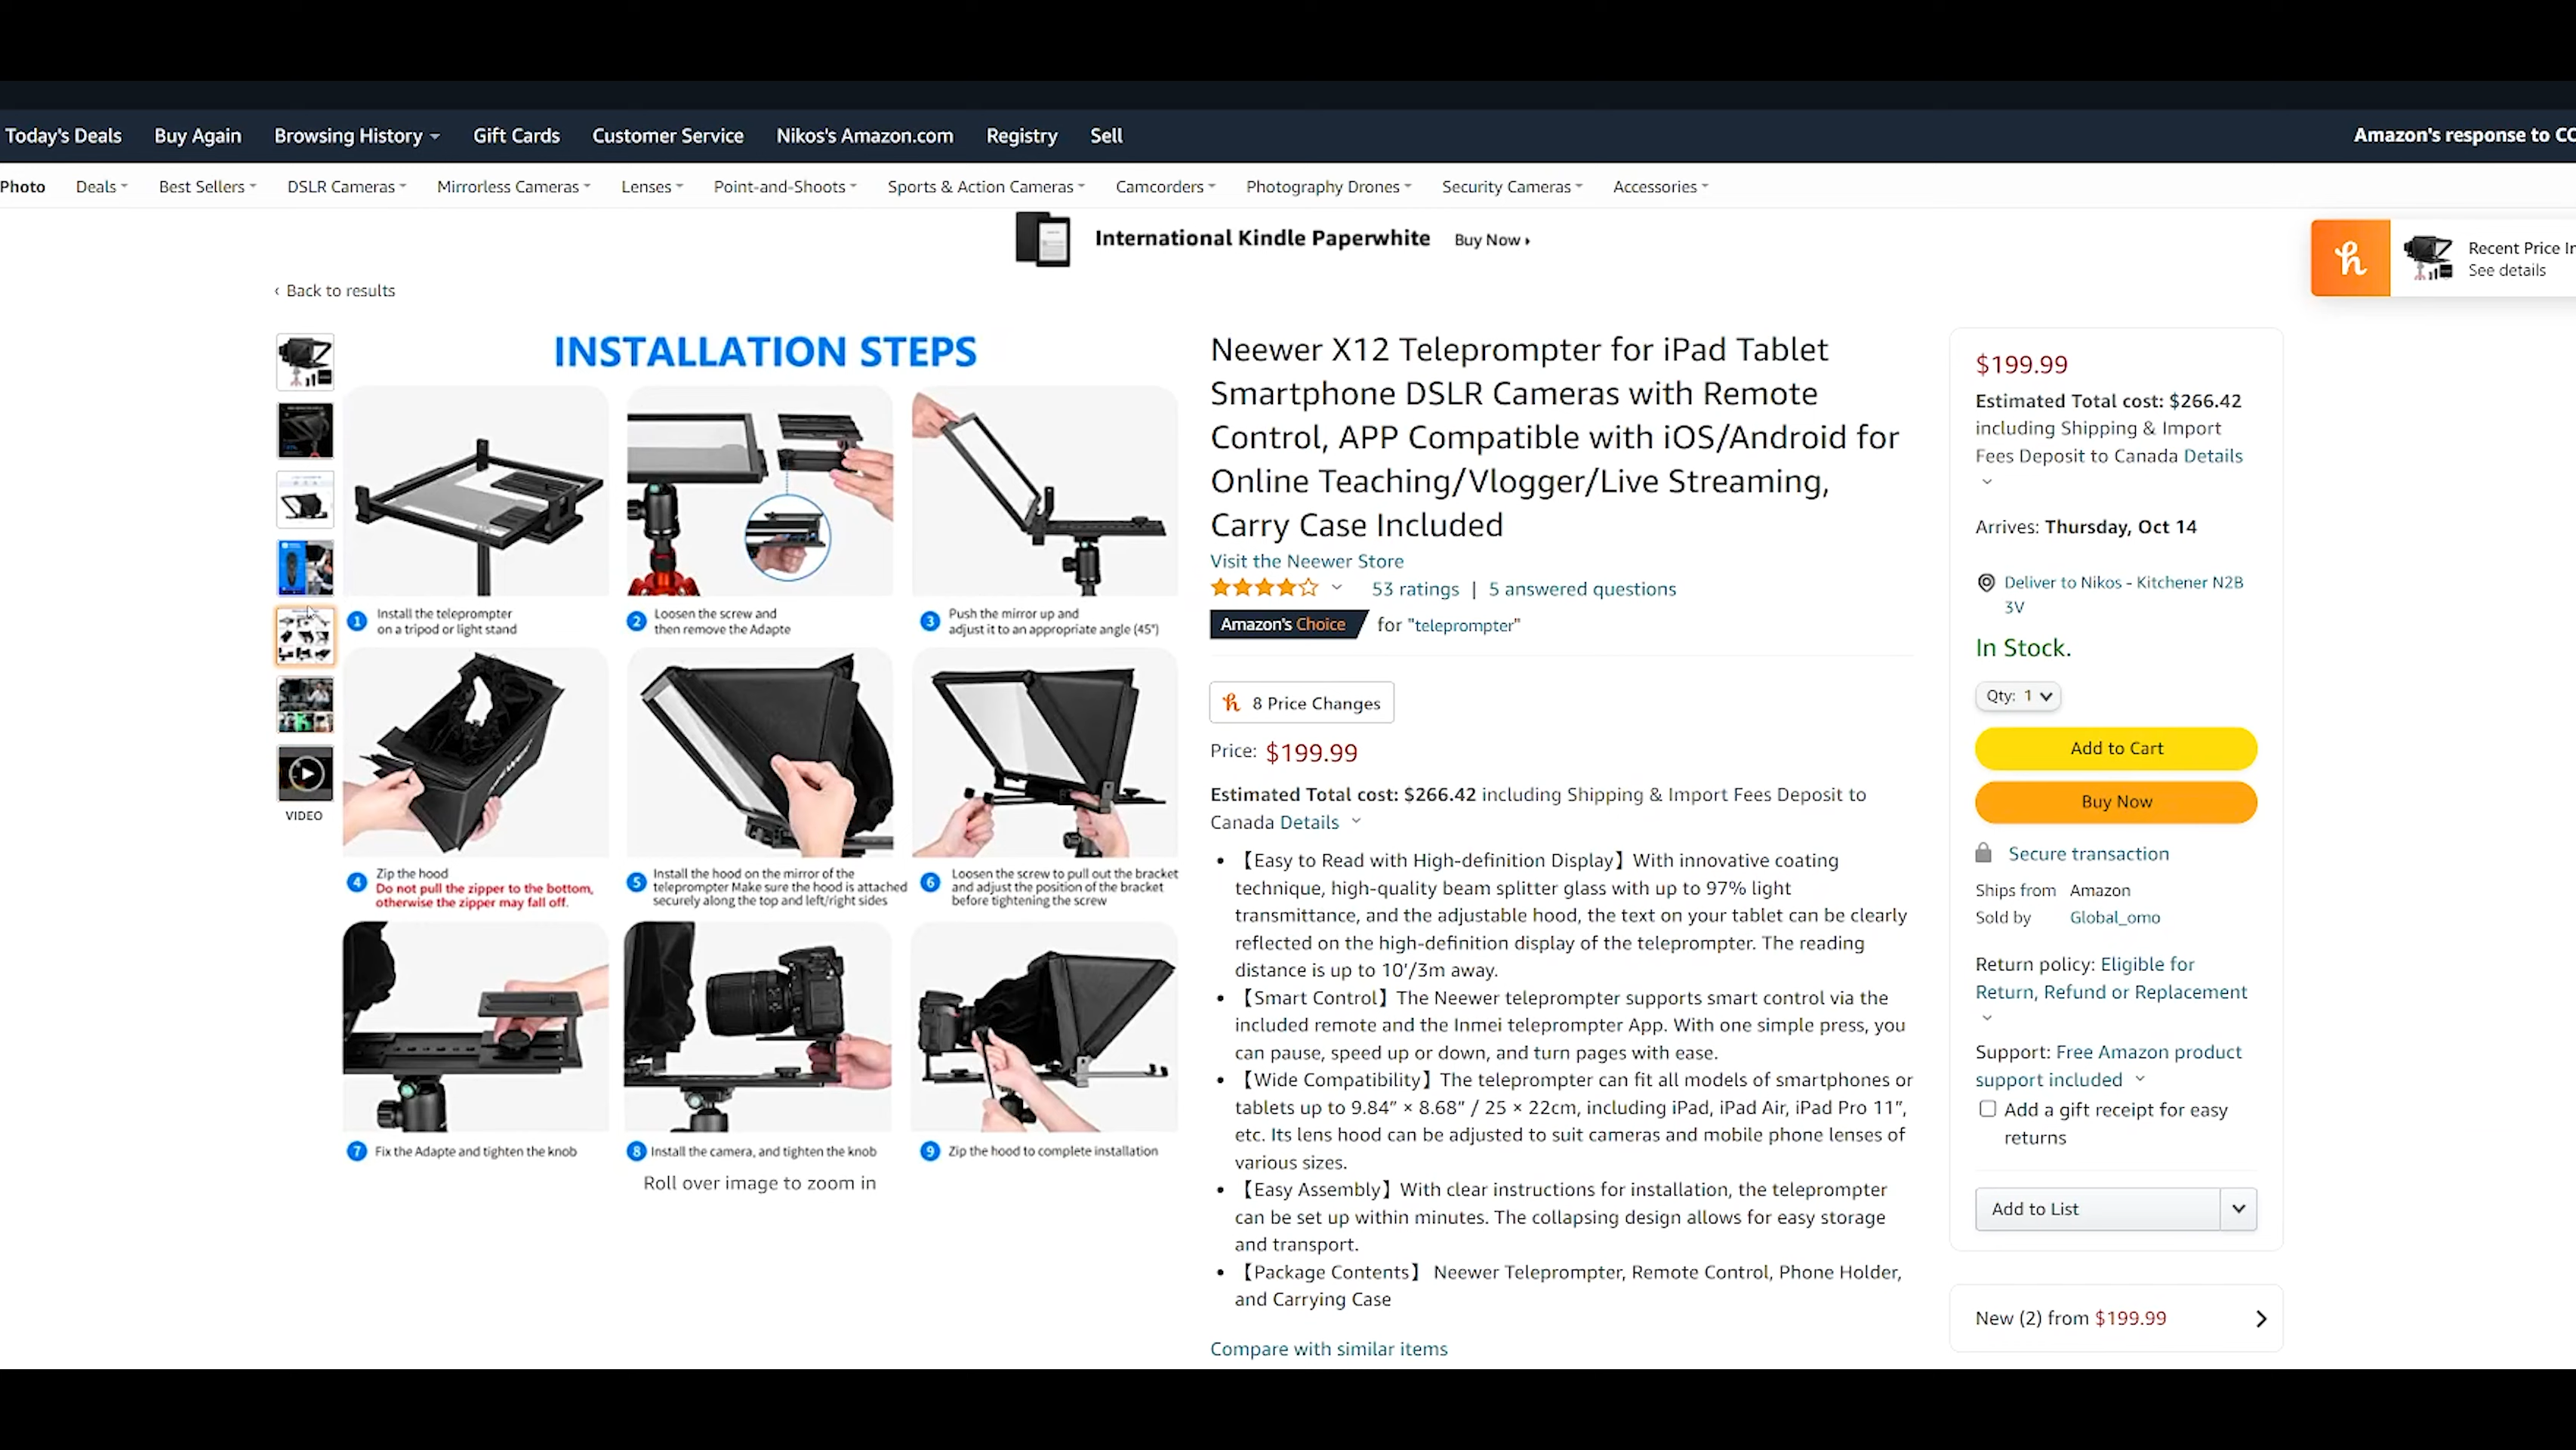 Today's Deals Buy Again Browsing History Gift Cards Customer Service Nikos's Amazon.com Registry Sell
Amazon's response to
Photo Deals Best Sellers DSLR Cameras Mirrorless Cameras Lenses Point-and-Shoots Sports & Action Cameras Camcorders Photography Drones Security Cameras Accessories
International Kindle Paperwhite Buy Now
Recent Price
See details
‹ Back to results
VIDEO
INSTALLATION STEPS
1 Install the teleprompter
on a tripod or light stand
2 Loosen the screw and
then remove the Adapte
3 Push the mirror up and
adjust it to an appropriate angle (45°)
4 Zip the hood
Do not pull the zipper to the bottom,
otherwise the zipper may fall off.
5 Install the hood on the mirror of the
teleprompter Make sure the hood is attached
securely along the top and left/right sides
6 Loosen the screw to pull out the bracket
and adjust the position of the bracket
before tightening the screw
7 Fix the Adapte and tighten the knob
8 Install the camera, and tighten the knob
9 Zip the hood to complete installation
Roll over image to zoom in
Neewer X12 Teleprompter for iPad Tablet
Smartphone DSLR Cameras with Remote
Control, APP Compatible with iOS/Android for
Online Teaching/Vlogger/Live Streaming,
Carry Case Included
Visit the Neewer Store
53 ratings | 5 answered questions
Amazon's Choice for "teleprompter"
8 Price Changes
Price: $199.99
Estimated Total cost: $266.42 including Shipping & Import Fees Deposit to
Canada Details
• 【Easy to Read with High-definition Display】With innovative coating
technique, high-quality beam splitter glass with up to 97% light
transmittance, and the adjustable hood, the text on your tablet can be clearly
reflected on the high-definition display of the teleprompter. The reading
distance is up to 10'/3m away.
• 【Smart Control】The Neewer teleprompter supports smart control via the
included remote and the Inmei teleprompter App. With one simple press, you
can pause, speed up or down, and turn pages with ease.
• 【Wide Compatibility】The teleprompter can fit all models of smartphones or
tablets up to 9.84” × 8.68” / 25 × 22cm, including iPad, iPad Air, iPad Pro 11”,
etc. Its lens hood can be adjusted to suit cameras and mobile phone lenses of
various sizes.
• 【Easy Assembly】With clear instructions for installation, the teleprompter
can be set up within minutes. The collapsing design allows for easy storage
and transport.
• 【Package Contents】 Neewer Teleprompter, Remote Control, Phone Holder,
and Carrying Case
Compare with similar items
$199.99
Estimated Total cost: $266.42
including Shipping & Import
Fees Deposit to Canada Details
Arrives: Thursday, Oct 14
Deliver to Nikos - Kitchener N2B
3V
In Stock.
Qty: 1
Add to Cart
Buy Now
Secure transaction
Ships from Amazon
Sold by Global_omo
Return policy: Eligible for
Return, Refund or Replacement
Support: Free Amazon product
support included
Add a gift receipt for easy
returns
Add to List
New (2) from $199.99